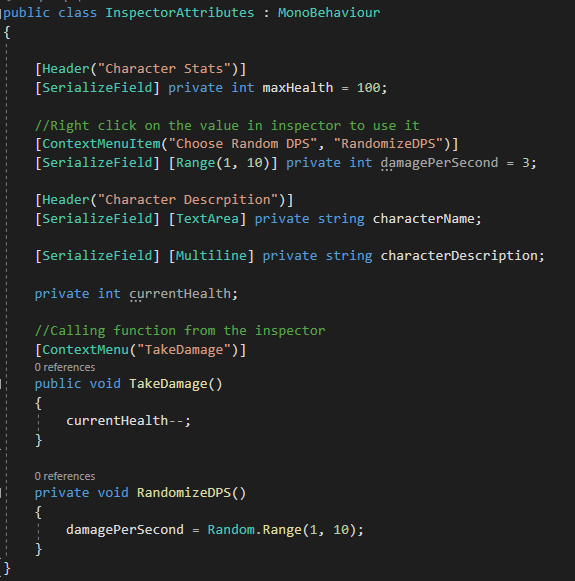 public class InspectorAttributes : MonoBehaviour
{
[Header("Character Stats")]
[SerializeField] private int maxHealth = 100;
//Right click on the value in inspector to use it
[ContextMenuItem("Choose Random DPS", "RandomizeDPS")]
[SerializeField] [Range(1, 10)] private int damagePerSecond = 3;
[Header("Character Descrpition")]
[SerializeField] [TextArea] private string characterName;
[SerializeField] [Multiline] private string characterDescription;
private int currentHealth;
//Calling function from the inspector
[ContextMenu("TakeDamage")]
0 references
public void TakeDamage()
{
currentHealth--;
}
0 references
private void RandomizeDPS()
{
damagePerSecond = Random.Range(1, 10);
}
}